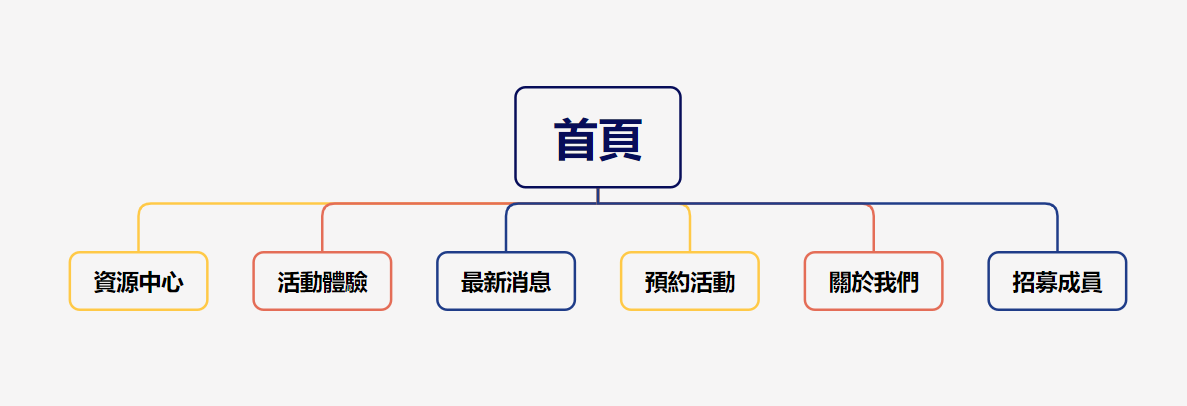 首頁
資源中心
活動體驗
最新消息
預約活動
關於我們
招募成員